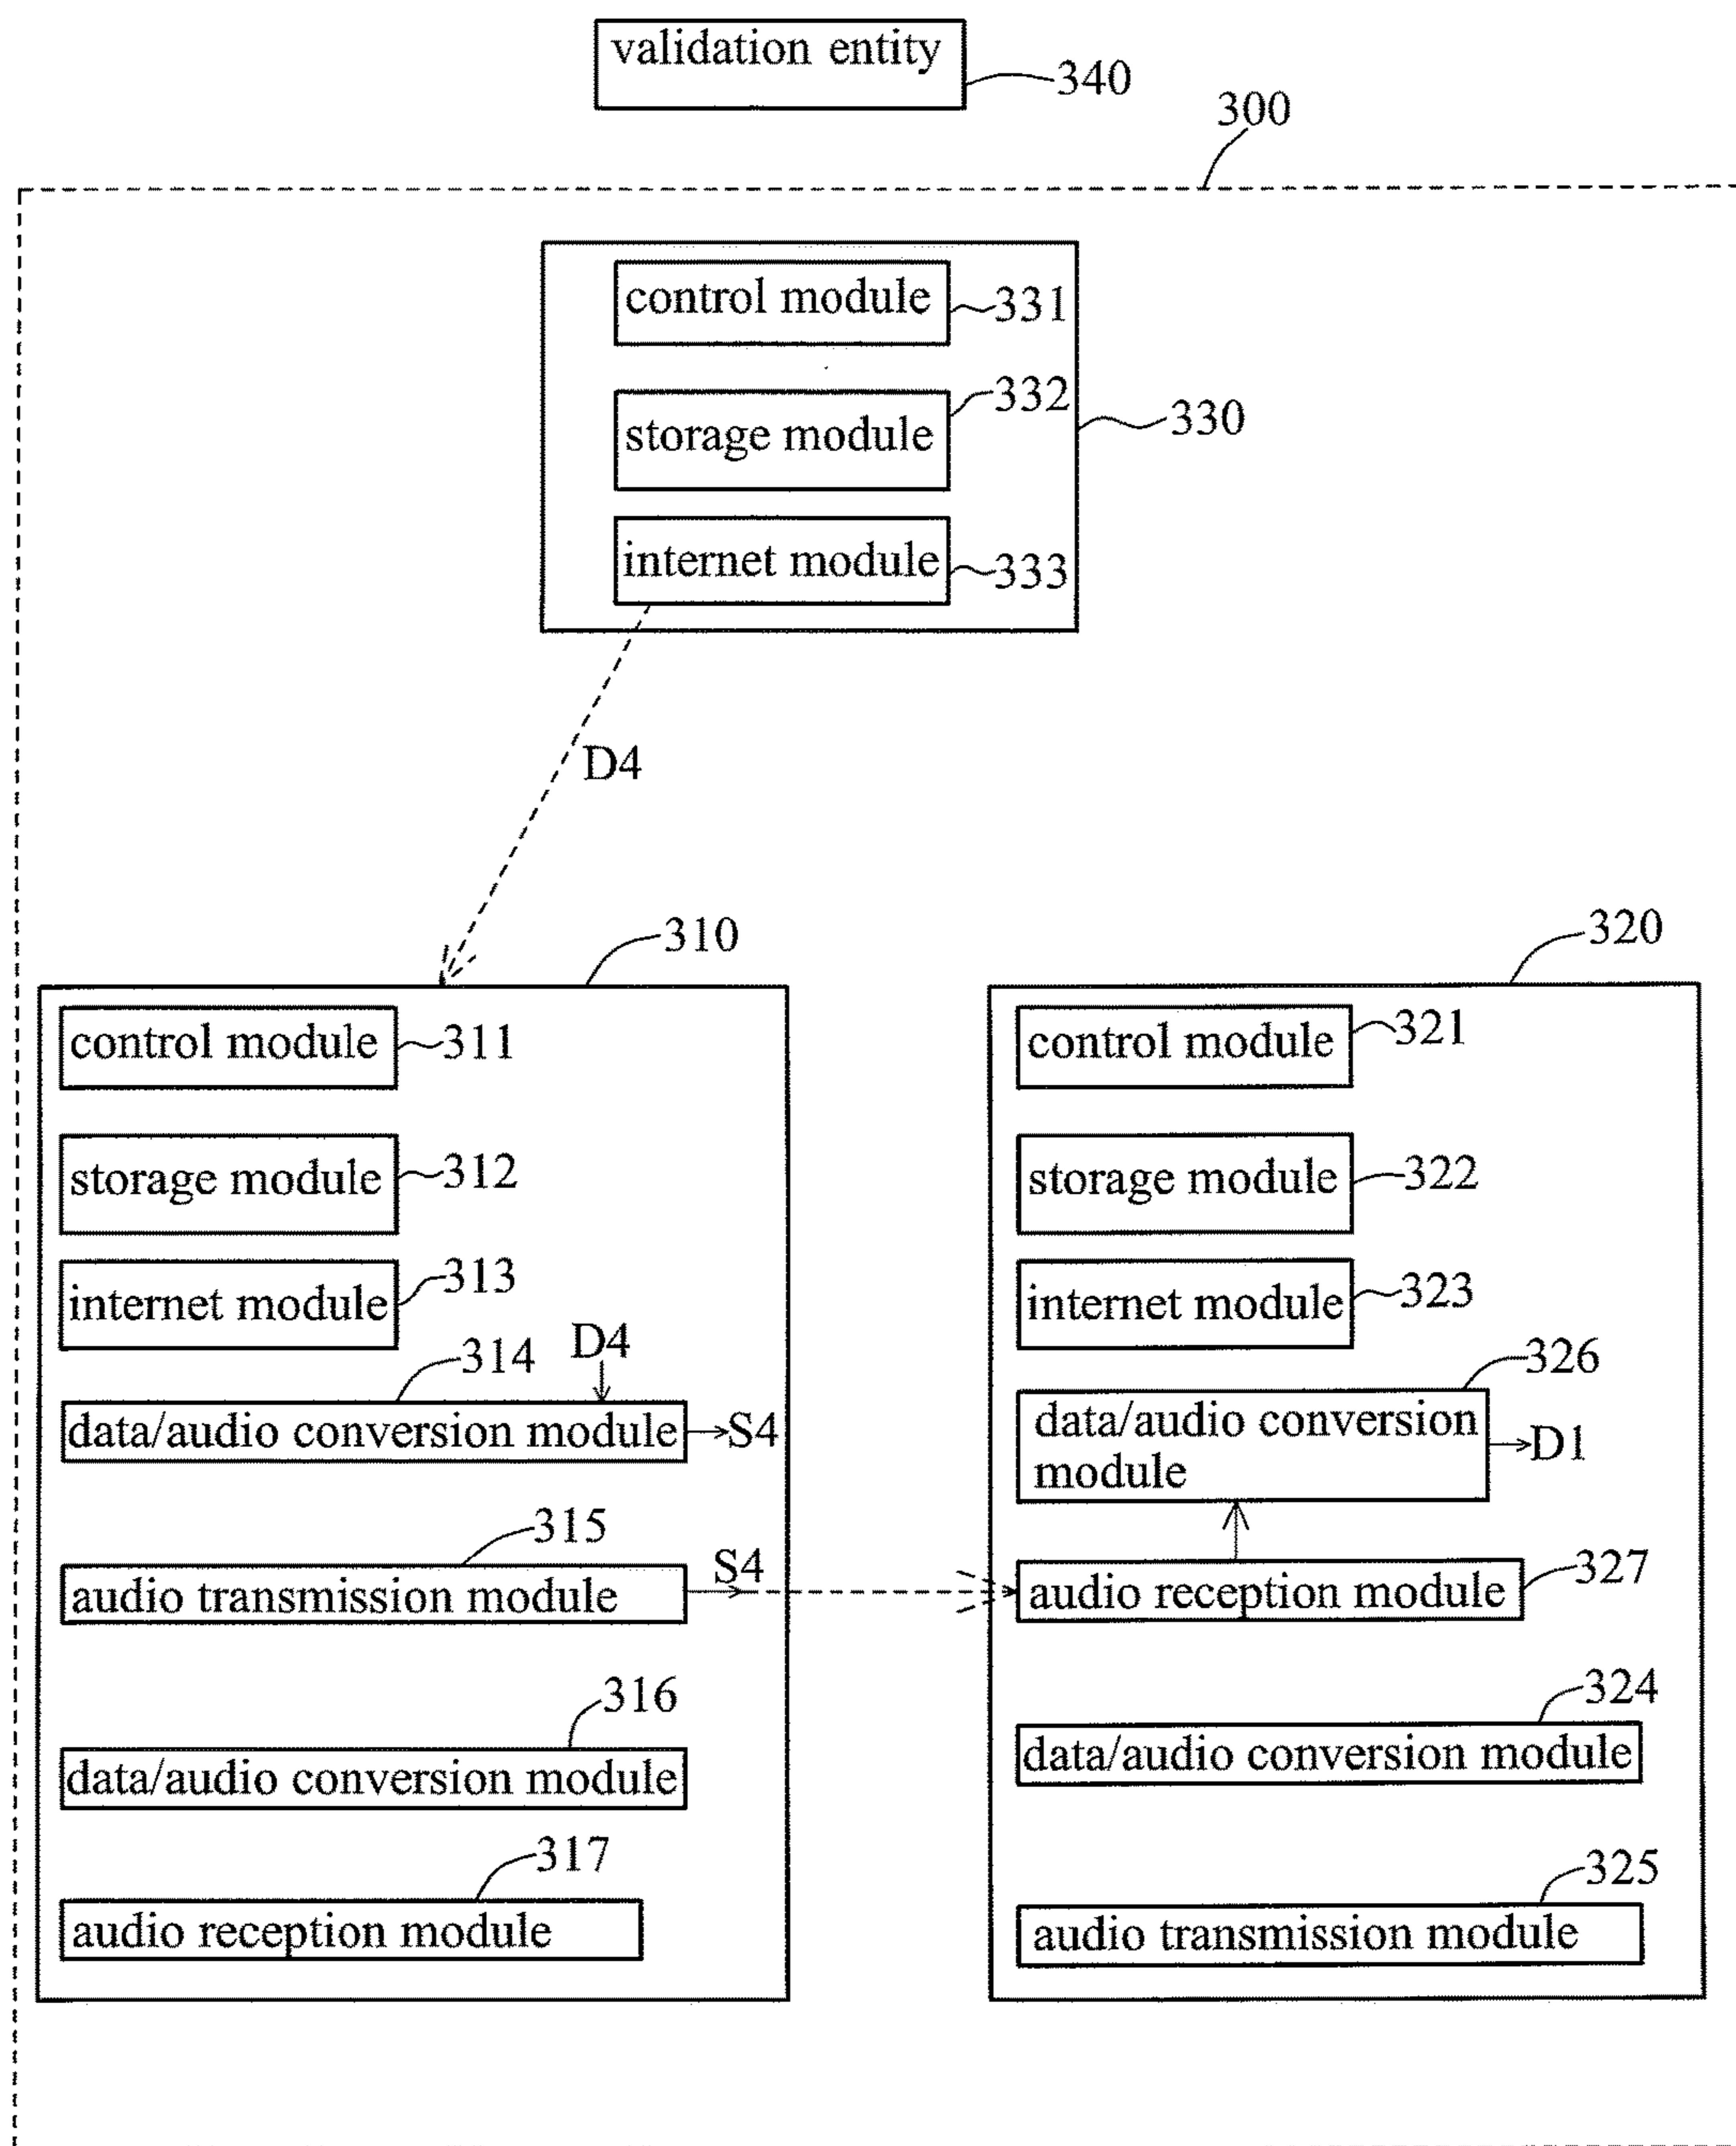 validation entity
340
300
control module
331
storage module
332
330
internet module
333
D4
310
320
control module
311
storage module
312
internet module
313
D4
314
data/audio conversion module
S4
315
audio transmission module
S4
316
data/audio conversion module
317
audio reception module
control module
321
storage module
322
internet module
323
326
data/audio conversion
module
D1
audio reception module
327
324
data/audio conversion module
325
audio transmission module